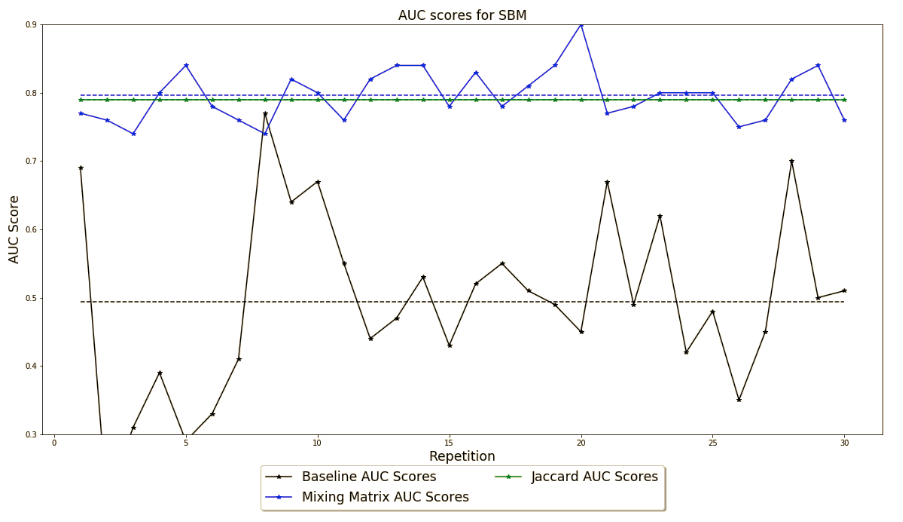 AUC scores for SBM
0.9
0.8
0.7
0.6
0.5
0.4
0.3
AUC Score
0 5 10 15 20 25 30
Repetition
Baseline AUC Scores Jaccard AUC Scores
Mixing Matrix AUC Scores